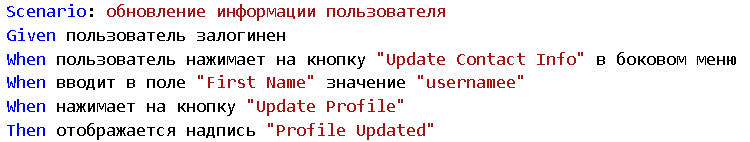 Scenario: обновление информации пользователя
Given пользователь залогинен
When пользователь нажимает на кнопку "Update Contact Info" в боковом меню
When вводит в поле "First Name" значение "usernamee"
When нажимает на кнопку "Update Profile"
Then отображается надпись "Profile Updated"